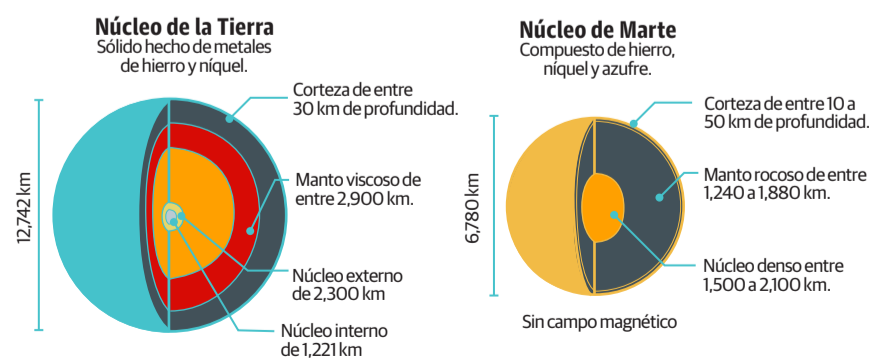 Núcleo de la Tierra
Sólido hecho de metales
de hierro y níquel.
12,742 km
Corteza de entre
30 km de profundidad.
Manto viscoso de
entre 2,900 km.
Núcleo externo
de 2,300 km
Núcleo interno
de 1,221 km
Núcleo de Marte
Compuesto de hierro,
níquel y azufre.
6,780 km
Corteza de entre 10 a
50 km de profundidad.
Manto rocoso de entre
1,240 a 1,880 km.
Núcleo denso entre
1,500 a 2,100 km.
Sin campo magnético